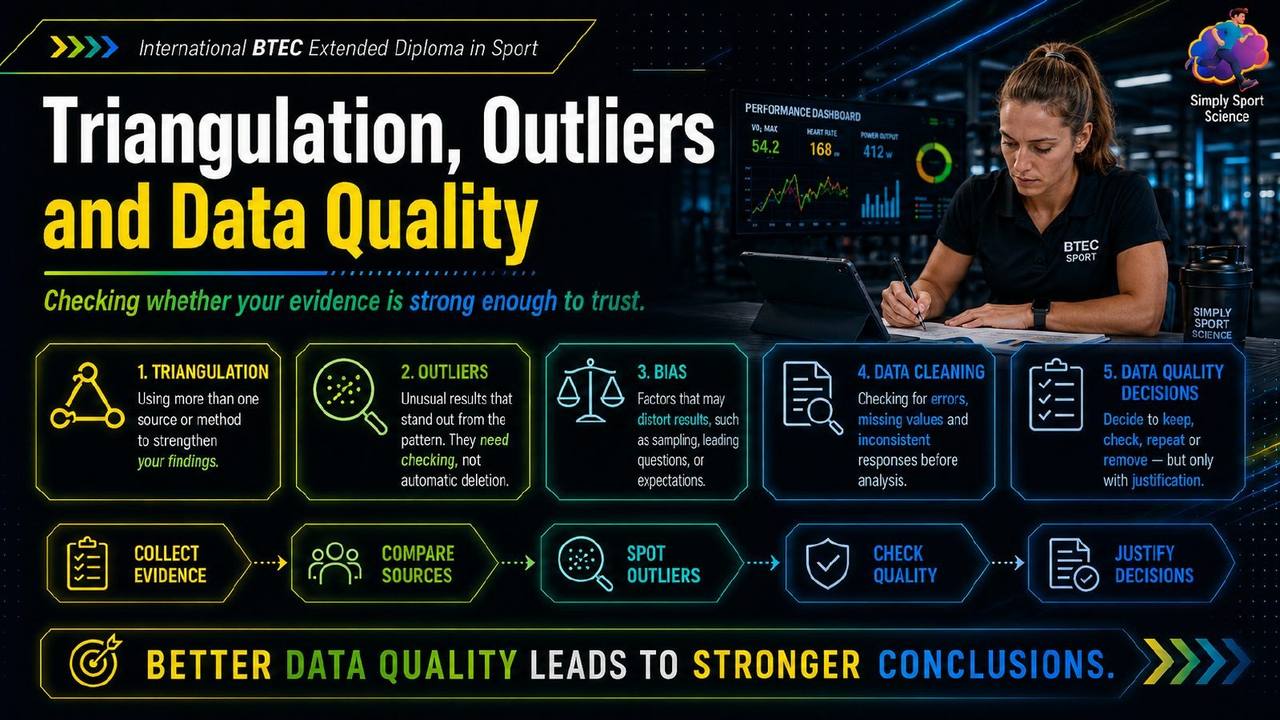 International BTEC Extended Diploma in Sport
Simply Sport
Science
Triangulation, Outliers
and Data Quality
Checking whether your evidence is strong enough to trust.
PERFORMANCE DASHBOARD
VO₂ MAX
54.2
HEART RATE
168
POWER OUTPUT
412 W
BTEC
SPORT
SIMPLY
SPORT
SCIENCE
1. TRIANGULATION
Using more than one
source or method
to strengthen
your findings.
2. OUTLIERS
Unusual results that
stand out from the
pattern. They need
checking, not
automatic deletion.
3. BIAS
Factors that may
distort results, such
as sampling, leading
questions, or
expectations.
4. DATA CLEANING
Checking for errors,
missing values and
inconsistent
responses before
analysis.
5. DATA QUALITY
DECISIONS
Decide to keep,
check, repeat or
remove — but only
with justification.
COLLECT
EVIDENCE
COMPARE
SOURCES
SPOT
OUTLIERS
CHECK
QUALITY
JUSTIFY
DECISIONS
BETTER DATA QUALITY LEADS TO STRONGER CONCLUSIONS.